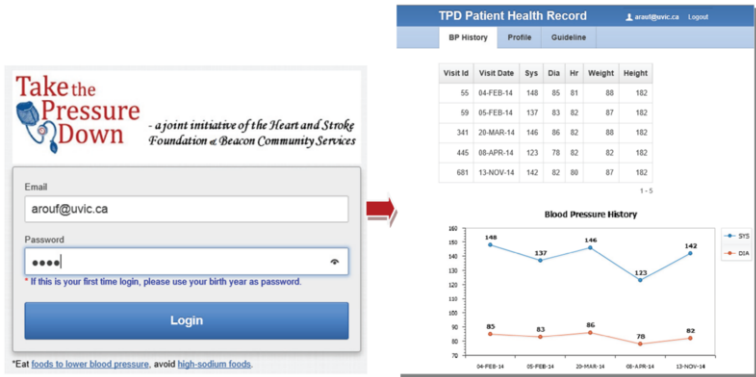 Take the
Pressure
Down
- a joint initiative of the Heart and Stroke
Foundation & Beacon Community Services
Email
arouf@uvic.ca
Password
* If this is your first time login, please use your birth year as password.
Login
*Eat foods to lower blood pressure, avoid high-sodium foods.
TPD Patient Health Record
arouf@uvic.ca Logout
BP History Profile Guideline
Visit Id Visit Date Sys Dia Hr Weight Height
55 04-FEB-14 148 85 81 88 182
59 05-FEB-14 137 83 82 87 182
341 20-MAR-14 146 86 82 88 182
445 08-APR-14 123 78 82 82 182
681 13-NOV-14 142 82 80 87 182
1 - 5
Blood Pressure History
160
150
140
130
120
110
100
90
80
70
148 137 146 123 142
85 83 86 78 82
04-FEB-14 05-FEB-14 20-MAR-14 08-APR-14 13-NOV-14
SYS
DIA